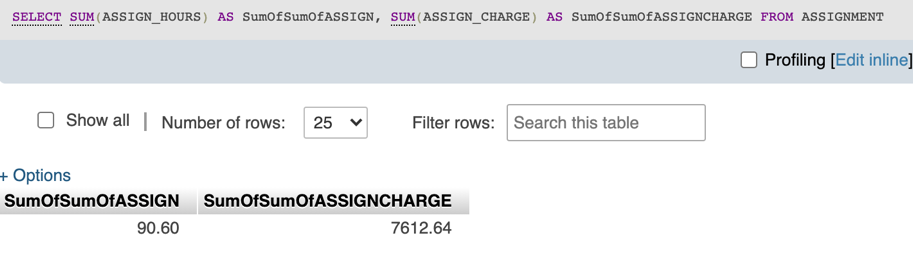 SELECT SUM(ASSIGN_HOURS) AS SumOfSumOfASSIGN, SUM(ASSIGN_CHARGE) AS SumOfSumOfASSIGNCHARGE FROM ASSIGNMENT
Profiling [Edit inline]
Show all | Number of rows: 25 Filter rows: Search this table
+ Options
SumOfSumOfASSIGN SumOfSumOfASSIGNCHARGE
90.60 7612.64